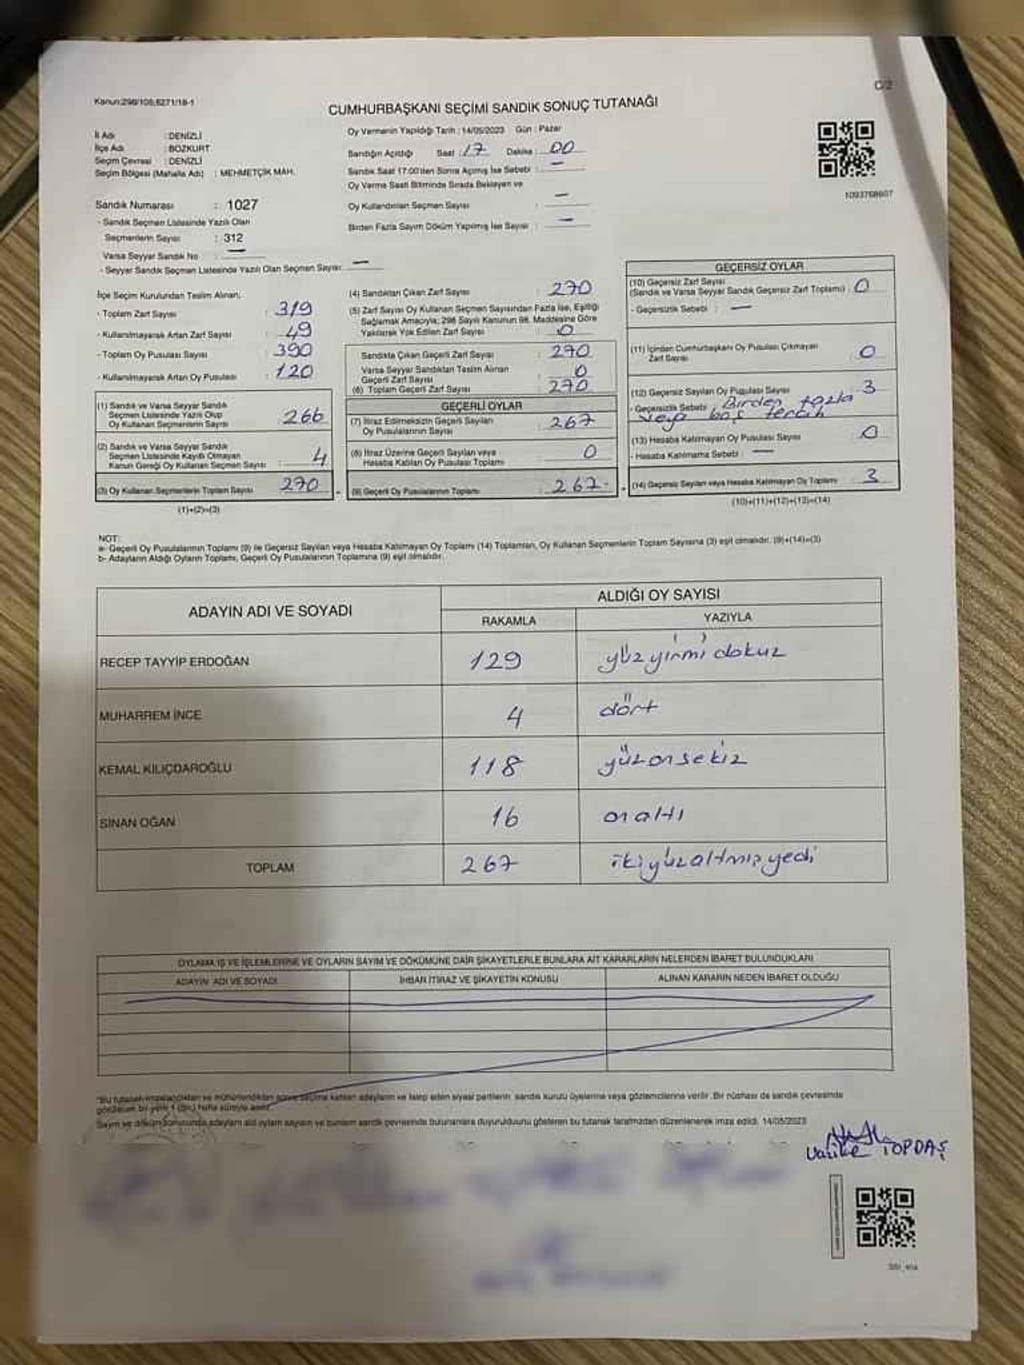 Kanun:298/105;6271/18-1
C/2
CUMHURBAŞKANI SEÇİMİ SANDIK SONUÇ TUTANAĞI
İl Adı : DENİZLİ
İlçe Adı : BOZKURT
Seçim Çevresi : DENİZLİ
Seçim Bölgesi (Mahalle Adı) : MEHMETÇİK MAH.
Oy Vermenin Yapıldığı Tarih : 14/05/2023 Gün : Pazar
Sandığın Açıldığı Saat : 17 Dakika : 00
Sandık Saat 17:00'den Sonra Açılmış İse Sebebi : —
Oy Verme Saati Bitiminde Sırada Bekleyen ve
Oy Kullandırılan Seçmen Sayısı : —
Birden Fazla Sayım Döküm Yapılmış İse Sayısı : —
1093768607
Sandık Numarası : 1027
- Sandık Seçmen Listesinde Yazılı Olan
Seçmenlerin Sayısı : 312
Varsa Seyyar Sandık No : —
- Seyyar Sandık Seçmen Listesinde Yazılı Olan Seçmen Sayısı: —
İlçe Seçim Kurulundan Teslim Alınan;
- Toplam Zarf Sayısı : 319
- Kullanılmayarak Artan Zarf Sayısı : 49
- Toplam Oy Pusulası Sayısı : 390
- Kullanılmayarak Artan Oy Pusulası : 120
(1) Sandık ve Varsa Seyyar Sandık
Seçmen Listesinde Yazılı Olup
Oy Kullanan Seçmenlerin Sayısı : 266
(2) Sandık ve Varsa Seyyar Sandık
Seçmen Listesinde Kayıtlı Olmayan
Kanun Gereği Oy Kullanan Seçmen Sayısı : 4
(3) Oy Kullanan Seçmenlerin Toplam Sayısı : 270
(1)+(2)=(3)
(4) Sandıktan Çıkan Zarf Sayısı : 270
(5) Zarf Sayısı Oy Kullanan Seçmen Sayısından Fazla İse, Eşitliği
Sağlamak Amacıyla; 298 Sayılı Kanunun 98. Maddesine Göre
Yakılarak Yok Edilen Zarf Sayısı : 0
Sandıkta Çıkan Geçerli Zarf Sayısı : 270
Varsa Seyyar Sandıktan Teslim Alınan
Geçerli Zarf Sayısı : 0
(6) Toplam Geçerli Zarf Sayısı : 270
GEÇERLİ OYLAR
(7) İtiraz Edilmeksizin Geçerli Sayılan
Oy Pusulalarının Sayısı : 267
(8) İtiraz Üzerine Geçerli Sayılan veya
Hesaba Katılan Oy Pusulası Toplamı : 0
(9) Geçerli Oy Pusulalarının Toplamı : 267
GEÇERSİZ OYLAR
(10) Geçersiz Zarf Sayısı
(Sandık ve Varsa Seyyar Sandık Geçersiz Zarf Toplamı) : 0
- Geçersizlik Sebebi : —
(11) İçinden Cumhurbaşkanı Oy Pusulası Çıkmayan
Zarf Sayısı : 0
(12) Geçersiz Sayılan Oy Pusulası Sayısı : 3
- Geçersizlik Sebebi : Birden fazla
veya boş tercih
(13) Hesaba Katılmayan Oy Pusulası Sayısı : 0
- Hesaba Katılmama Sebebi : —
(14) Geçersiz Sayılan veya Hesaba Katılmayan Oy Toplamı : 3
(10)+(11)+(12)+(13)=(14)
NOT:
a- Geçerli Oy Pusulalarının Toplamı (9) ile Geçersiz Sayılan veya Hesaba Katılmayan Oy Toplamı (14) Toplamları, Oy Kullanan Seçmenlerin Toplam Sayısına (3) eşit olmalıdır. (9)+(14)=(3)
b- Adayların Aldığı Oyların Toplamı, Geçerli Oy Pusulalarının Toplamına (9) eşit olmalıdır.
ADAYIN ADI VE SOYADI
ALDIĞI OY SAYISI
RAKAMLA YAZIYLA
RECEP TAYYİP ERDOĞAN 129 yüz yirmi dokuz
MUHARREM İNCE 4 dört
KEMAL KILIÇDAROĞLU 118 yüzonsekiz
SİNAN OĞAN 16 onaltı
TOPLAM 267 ikiyüzaltmışyedi
OYLAMA İŞ VE İŞLEMLERİNE VE OYLARIN SAYIM VE DÖKÜMÜNE DAİR ŞİKAYETLERLE BUNLARA AİT KARARLARIN NELERDEN İBARET BULUNDUKLARI
ADAYIN ADI VE SOYADI İHBAR İTİRAZ VE ŞİKAYETİN KONUSU ALINAN KARARIN NEDEN İBARET OLDUĞU
*Bu tutanak imzalandıktan ve mühürlendikten sonra seçime katılan adayların ve talep eden siyasi partilerin sandık kurulu üyelerine veya gözlemcilerine verilir. Bir nüshası da sandık çevresinde
görülecek bir yere 1 (bir) hafta süreyle asılır.
Sayım ve döküm sonucunda adayların aldığı oyların sayısını ve bunların sandık çevresinde bulunanlara duyurulduğunu gösteren bu tutanak tarafımızdan düzenlenerek imza edildi. 14/05/2023
TOPDAŞ